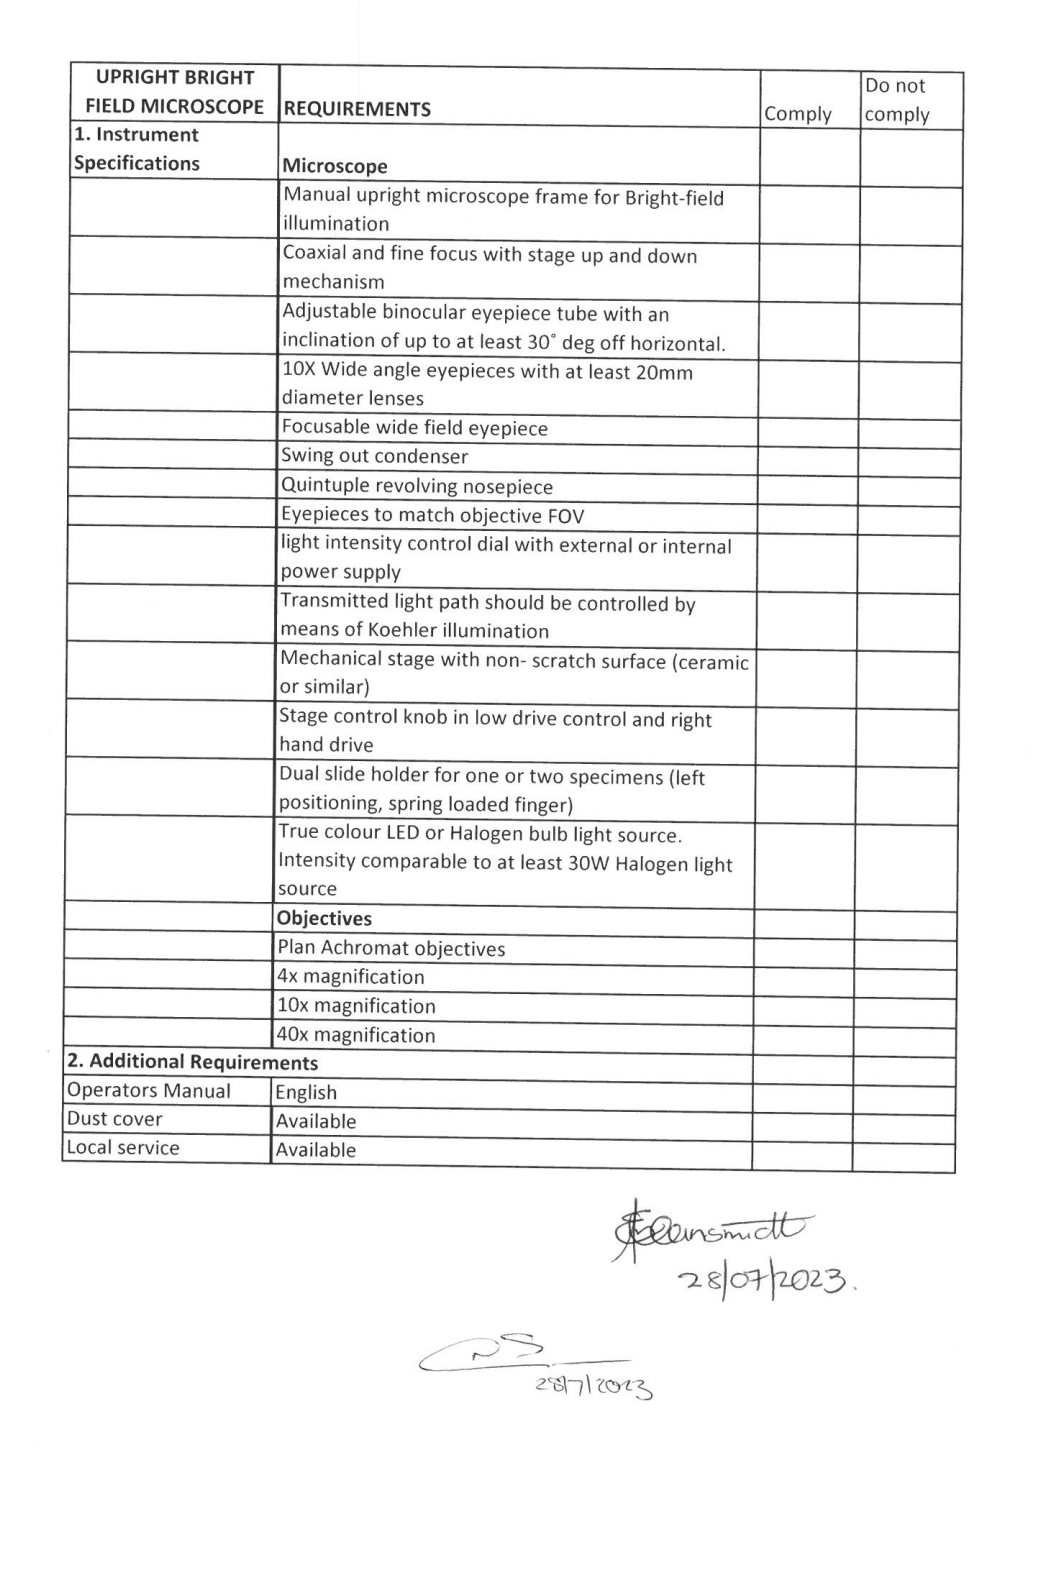 UPRIGHT BRIGHT
FIELD MICROSCOPE
REQUIREMENTS
Comply
Do not
comply
1. Instrument
Specifications
Microscope
Manual upright microscope frame for Bright-field
illumination
Coaxial and fine focus with stage up and down
mechanism
Adjustable binocular eyepiece tube with an
inclination of up to at least 30° deg off horizontal.
10X Wide angle eyepieces with at least 20mm
diameter lenses
Focusable wide field eyepiece
Swing out condenser
Quintuple revolving nosepiece
Eyepieces to match objective FOV
light intensity control dial with external or internal
power supply
Transmitted light path should be controlled by
means of Koehler illumination
Mechanical stage with non- scratch surface (ceramic
or similar)
Stage control knob in low drive control and right
hand drive
Dual slide holder for one or two specimens (left
positioning, spring loaded finger)
True colour LED or Halogen bulb light source.
Intensity comparable to at least 30W Halogen light
source
Objectives
Plan Achromat objectives
4x magnification
10x magnification
40x magnification
2. Additional Requirements
Operators Manual
English
Dust cover
Available
Local service
Available
28/07/2023.
28/7/2023